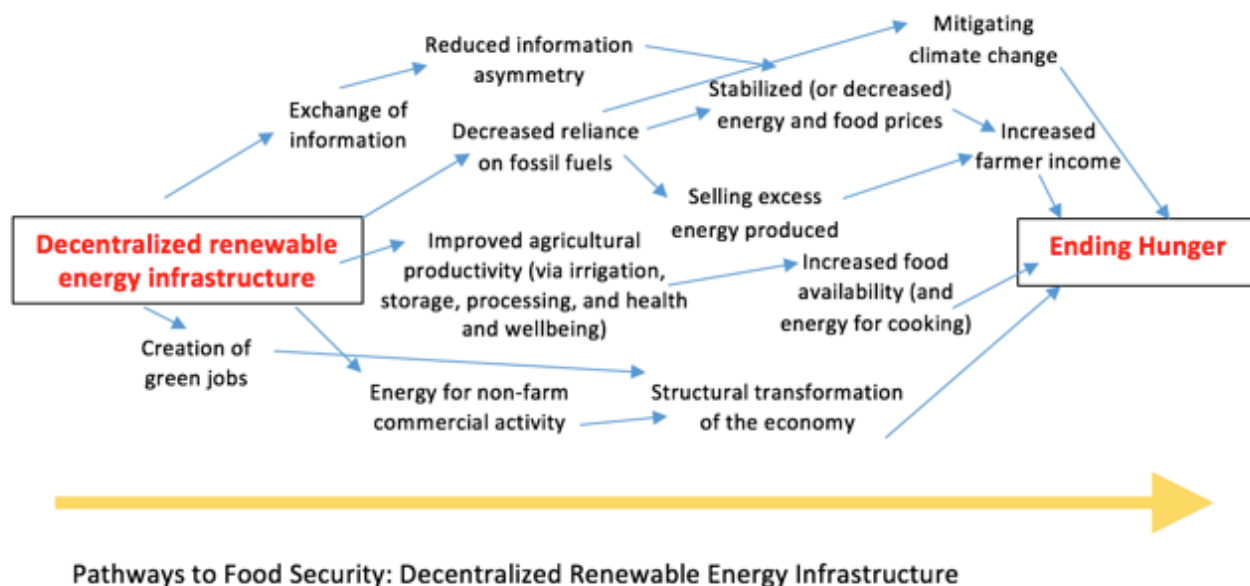 Mitigating
climate change
Reduced information
asymmetry
Stabilized (or decreased)
energy and food prices
Exchange of
information
Decreased reliance
on fossil fuels
Increased
farmer income
Selling excess
energy produced
Decentralized renewable
energy infrastructure
Improved agricultural
productivity (via irrigation,
storage, processing, and health
and wellbeing)
Increased food
availability (and
energy for cooking)
Ending Hunger
Creation of
green jobs
Energy for non-farm
commercial activity
Structural transformation
of the economy
Pathways to Food Security: Decentralized Renewable Energy Infrastructure